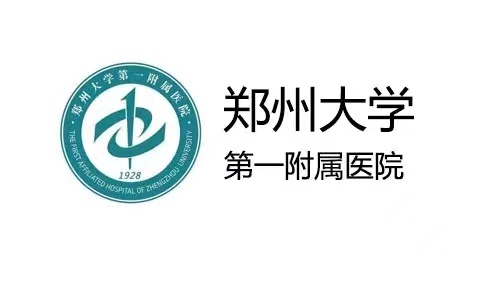 ·郑州大学第一附属医院·
THE FIRST AFFILIATED HOSPITAL OF ZHENGZHOU UNIVERSITY
1928
郑州大学
第一附属医院